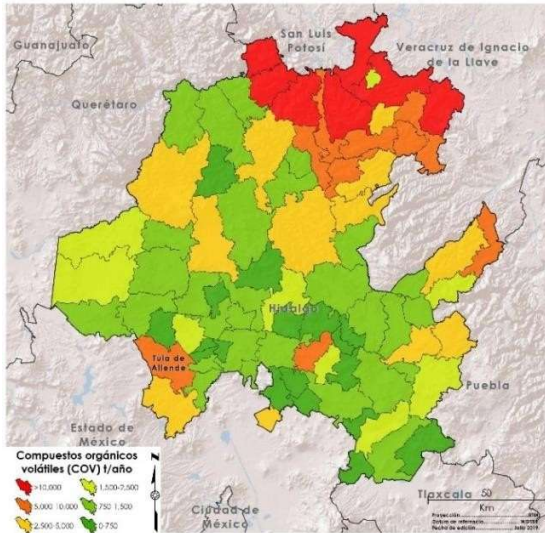 Guanajuato
San Luis
Potosí
Veracruz de Ignacio
de la Llave
Querétaro
Hidalgo
Tula de
Allende
Puebla
Estado de
México
Ciudad de
México
Tlaxcala
50
Km
Compuestos orgánicos
volátiles (COV) t/año
>10,000
5,000 10,000
2,500-5,000
1,500-2,500
750 1,500
0-750